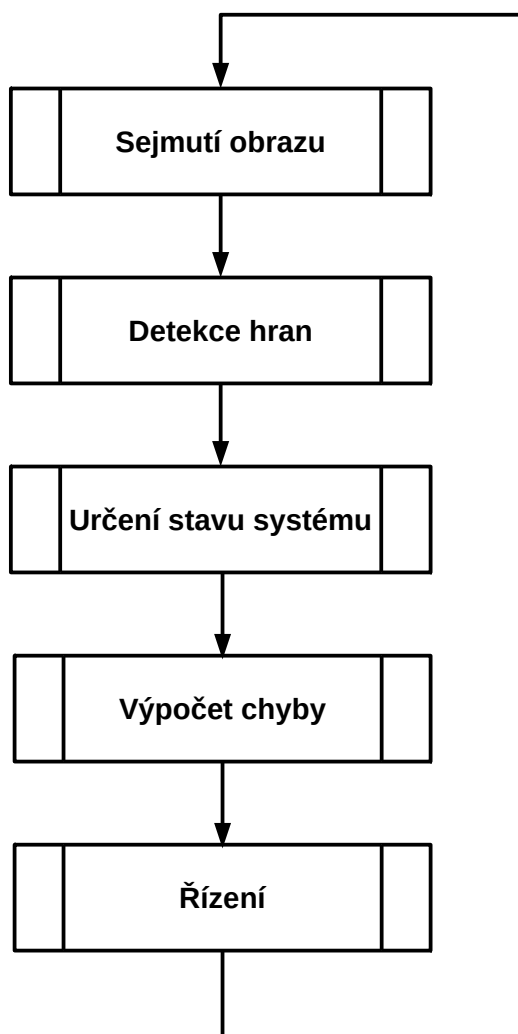 Sejmutí obrazu
Detekce hran
Určení stavu systému
Výpočet chyby
Řízení